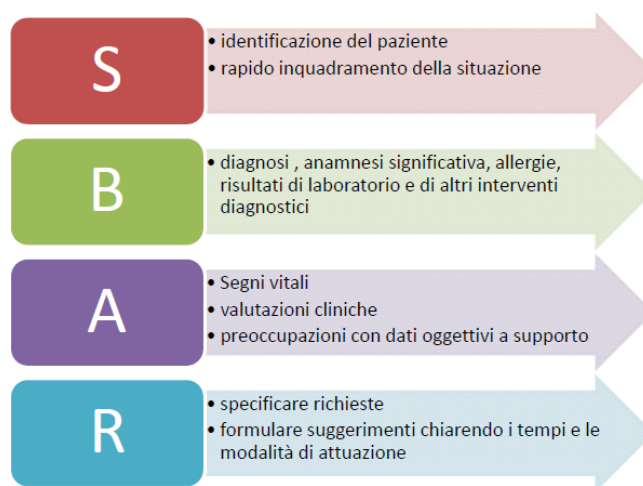 S
• identificazione del paziente
• rapido inquadramento della situazione
B
• diagnosi , anamnesi significativa, allergie,
risultati di laboratorio e di altri interventi
diagnostici
A
• Segni vitali
• valutazioni cliniche
• preoccupazioni con dati oggettivi a supporto
R
• specificare richieste
• formulare suggerimenti chiarendo i tempi e le
modalità di attuazione